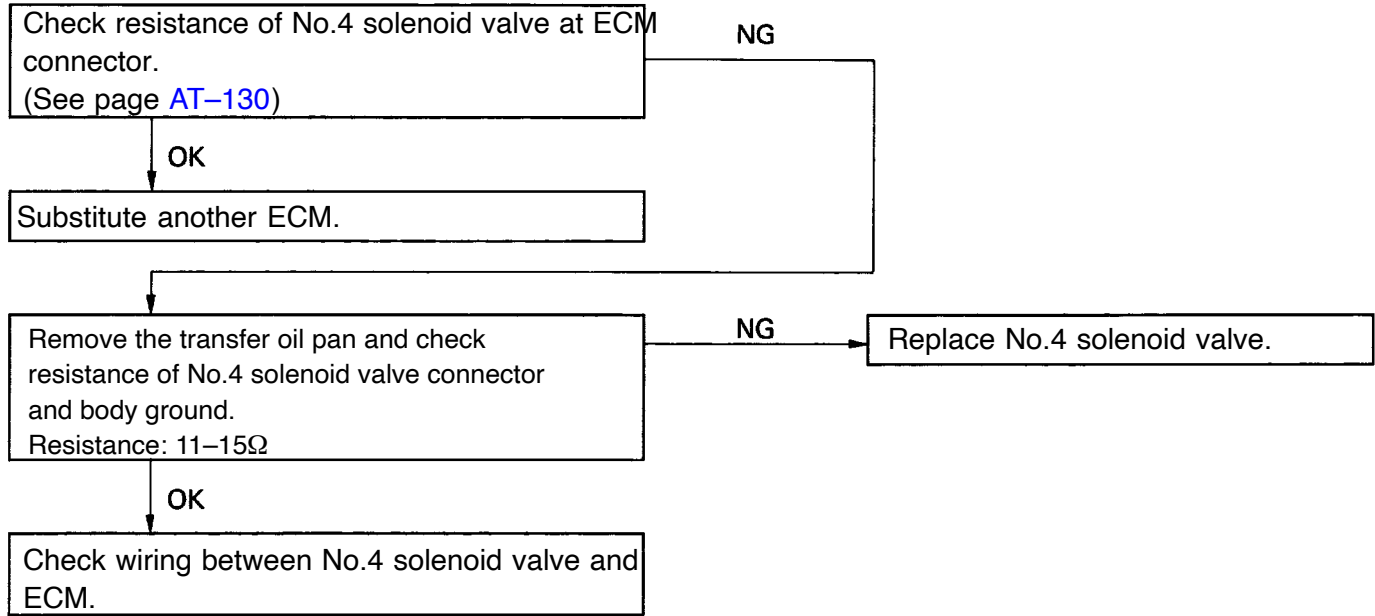 Check resistance of No.4 solenoid valve at ECM
connector.
(See page AT–130)
NG
OK
Substitute another ECM.
Remove the transfer oil pan and check
resistance of No.4 solenoid valve connector
and body ground.
Resistance: 11–15Ω
NG
Replace No.4 solenoid valve.
OK
Check wiring between No.4 solenoid valve and
ECM.